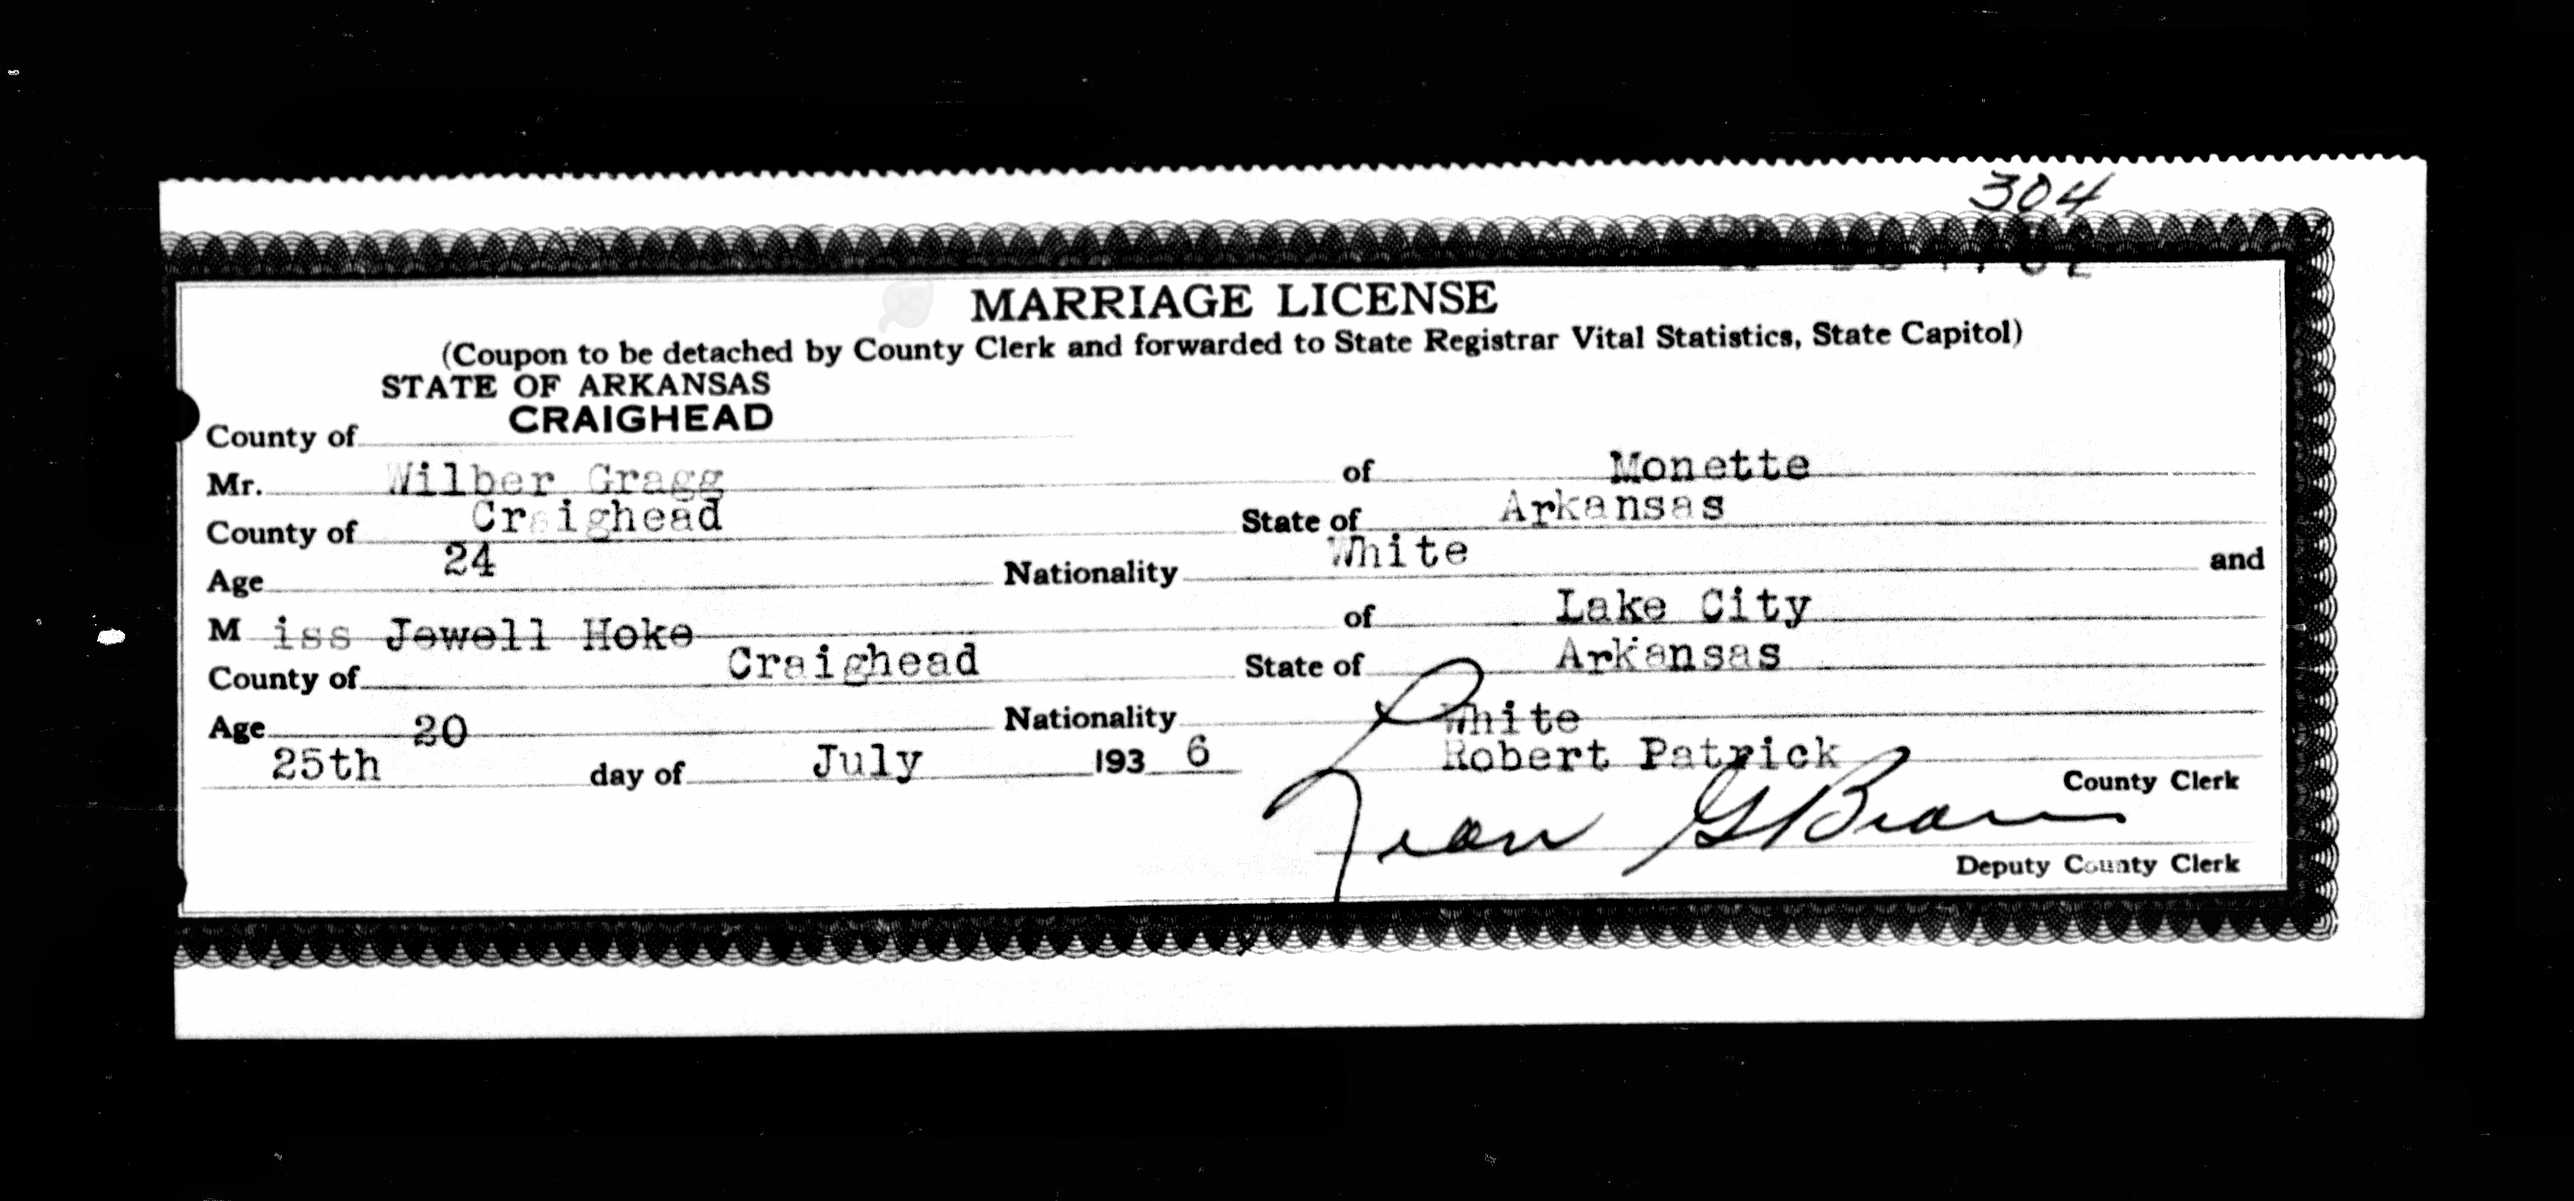 304
MARRIAGE LICENSE
(Coupon to be detached by County Clerk and forwarded to State Registrar Vital Statistics, State Capitol)
STATE OF ARKANSAS
County of CRAIGHEAD
Mr. Wilber Gragg of Monette
County of Craighead State of Arkansas
Age 24 Nationality White and
Miss Jewell Hoke of Lake City
County of Craighead State of Arkansas
Age 20 Nationality White
25th day of July 1936 Robert Patrick County Clerk
G
Deputy County Clerk